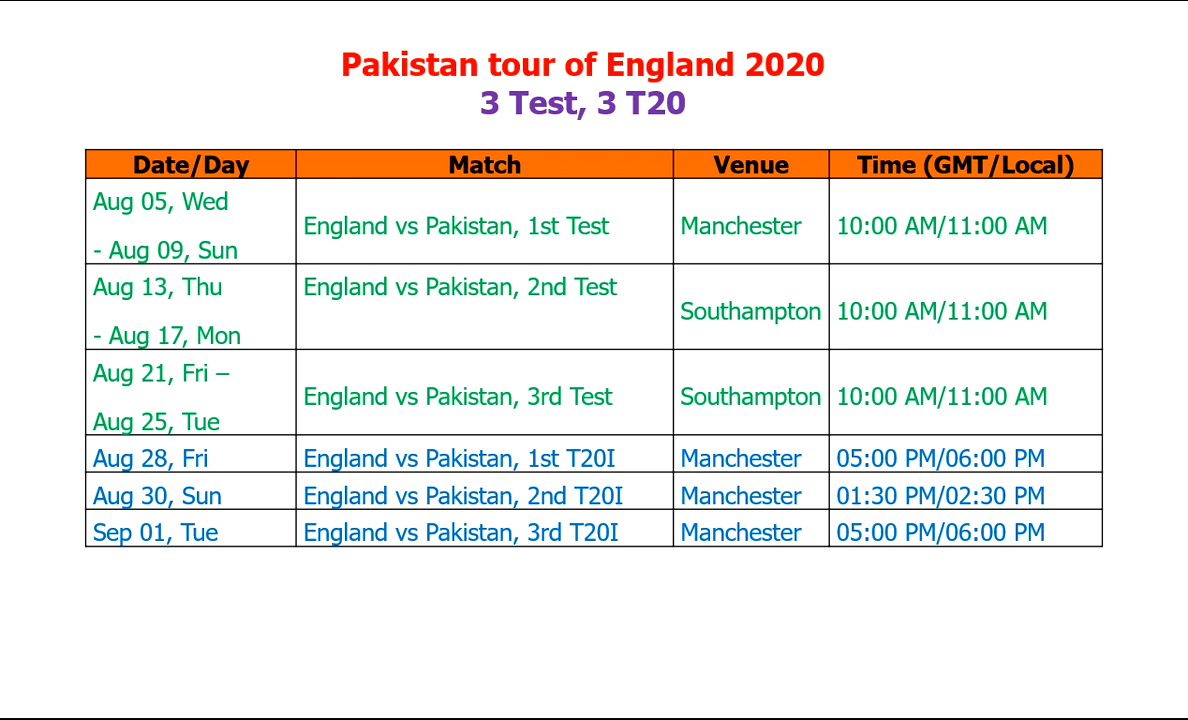 Pakistan tour of England 2020
3 Test, 3 T20
Date/Day Match Venue Time (GMT/Local)
Aug 05, Wed
- Aug 09, Sun
England vs Pakistan, 1st Test Manchester 10:00 AM/11:00 AM
Aug 13, Thu
- Aug 17, Mon
England vs Pakistan, 2nd Test
Southampton 10:00 AM/11:00 AM
Aug 21, Fri –
Aug 25, Tue
England vs Pakistan, 3rd Test Southampton 10:00 AM/11:00 AM
Aug 28, Fri England vs Pakistan, 1st T20I Manchester 05:00 PM/06:00 PM
Aug 30, Sun England vs Pakistan, 2nd T20I Manchester 01:30 PM/02:30 PM
Sep 01, Tue England vs Pakistan, 3rd T20I Manchester 05:00 PM/06:00 PM